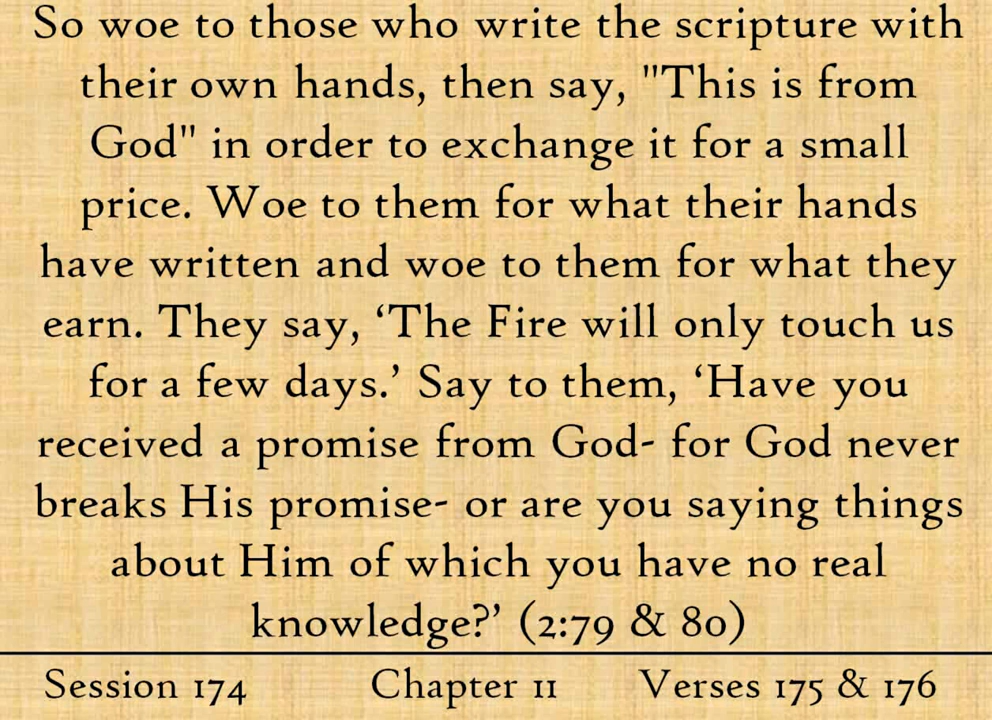 So woe to those who write the scripture with
their own hands, then say, "This is from
God" in order to exchange it for a small
price. Woe to them for what their hands
have written and woe to them for what they
earn. They say, ‘The Fire will only touch us
for a few days.’ Say to them, ‘Have you
received a promise from God- for God never
breaks His promise- or are you saying things
about Him of which you have no real
knowledge?’ (2:79 & 80)
Session 174 Chapter 11 Verses 175 & 176